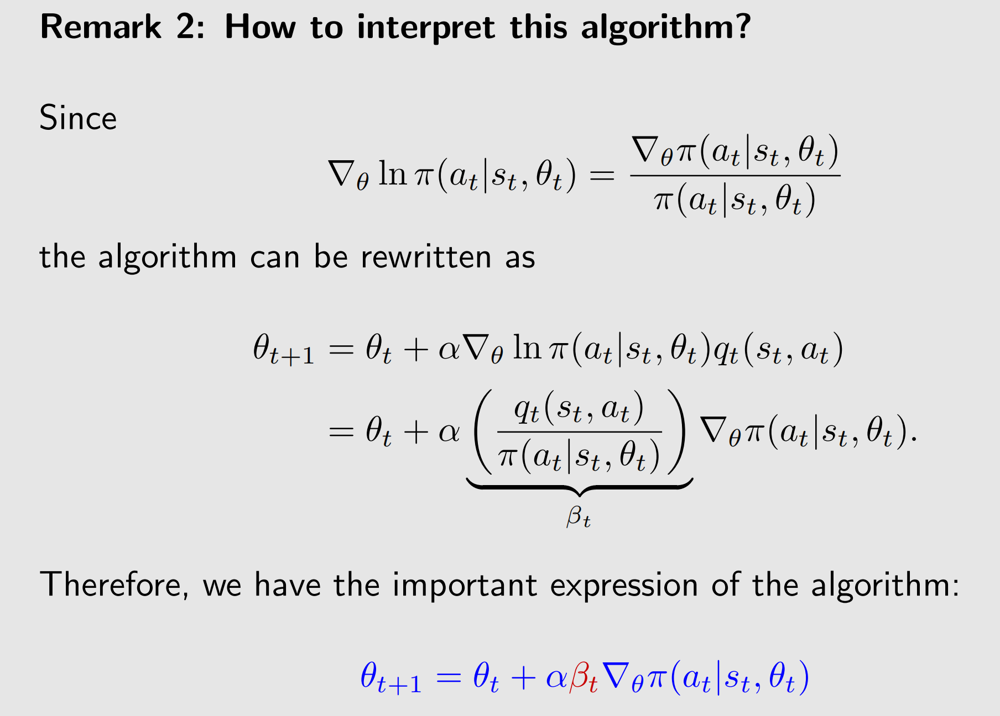 Remark 2: How to interpret this algorithm?
Since
$$\nabla_\theta \ln \pi(a_t|s_t, \theta_t) = \frac{\nabla_\theta \pi(a_t|s_t, \theta_t)}{\pi(a_t|s_t, \theta_t)}$$
the algorithm can be rewritten as
$$\theta_{t+1} = \theta_t + \alpha \nabla_\theta \ln \pi(a_t|s_t, \theta_t) q_t(s_t, a_t)$$
$$= \theta_t + \alpha \underbrace{\left( \frac{q_t(s_t, a_t)}{\pi(a_t|s_t, \theta_t)} \right)}_{\beta_t} \nabla_\theta \pi(a_t|s_t, \theta_t).$$
Therefore, we have the important expression of the algorithm:
$$\theta_{t+1} = \theta_t + \alpha \beta_t \nabla_\theta \pi(a_t|s_t, \theta_t)$$